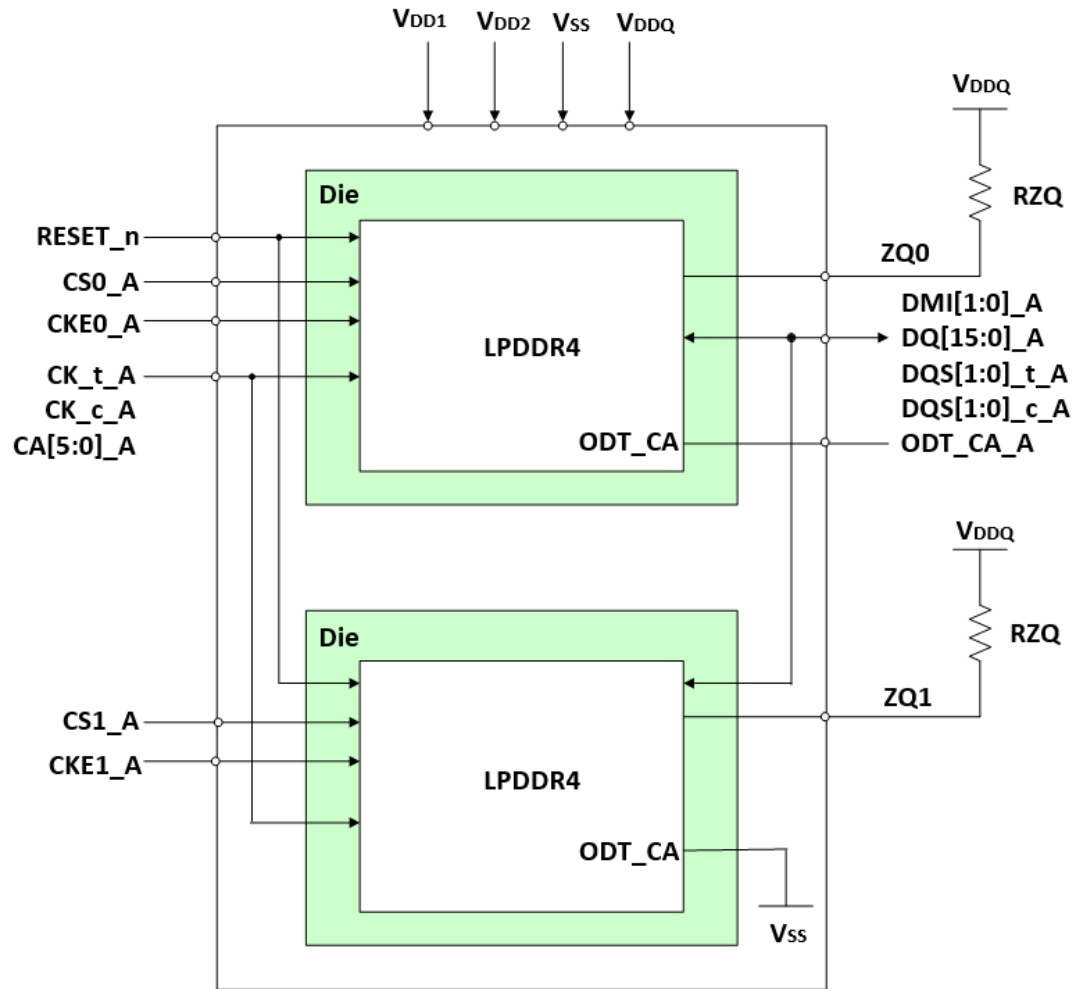 VDD1 VDD2 VSS VDDQ
VDDQ
RZQ
Die
RESET_n
CS0_A
CKE0_A
CK_t_A
CK_c_A
CA[5:0]_A
LPDDR4
ODT_CA
ZQ0
DMI[1:0]_A
DQ[15:0]_A
DQS[1:0]_t_A
DQS[1:0]_c_A
ODT_CA_A
VDDQ
RZQ
Die
CS1_A
CKE1_A
LPDDR4
ODT_CA
ZQ1
VSS